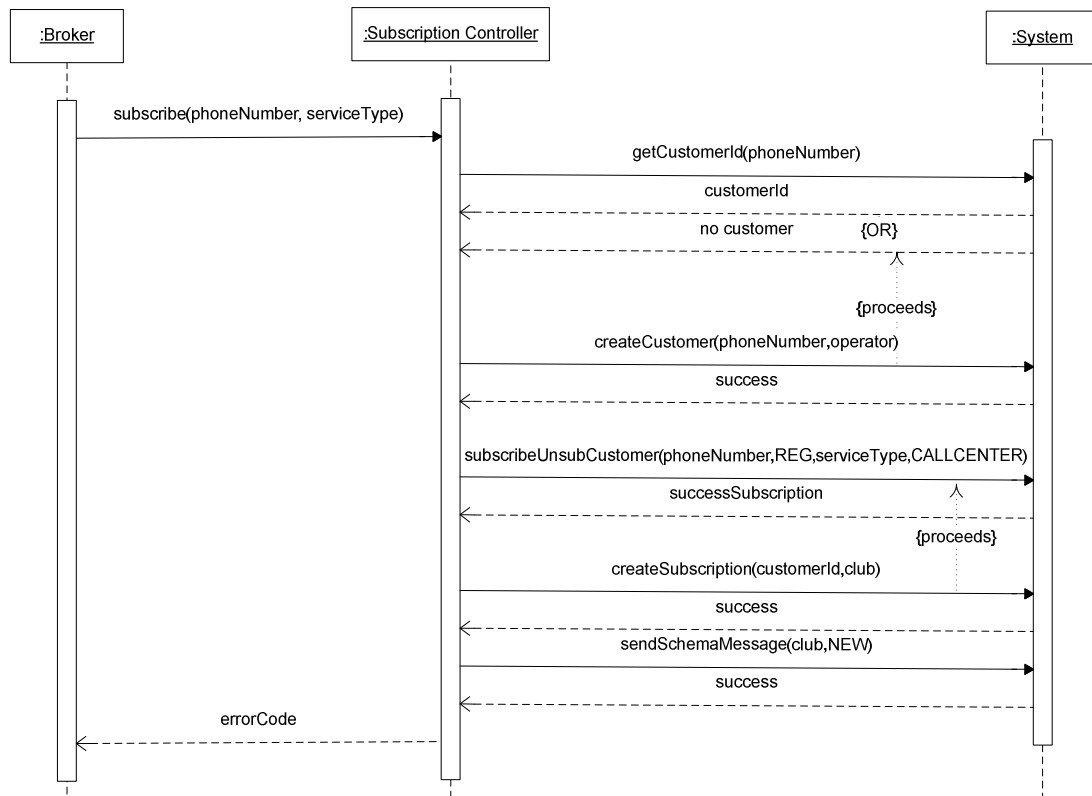 :Broker
:Subscription Controller
:System
subscribe(phoneNumber, serviceType)
getCustomerId(phoneNumber)
customerId
no customer
{OR}
{proceeds}
createCustomer(phoneNumber,operator)
success
subscribeUnsubCustomer(phoneNumber,REG,serviceType,CALLCENTER)
successSubscription
{proceeds}
createSubscription(customerId,club)
success
sendSchemaMessage(club,NEW)
success
errorCode